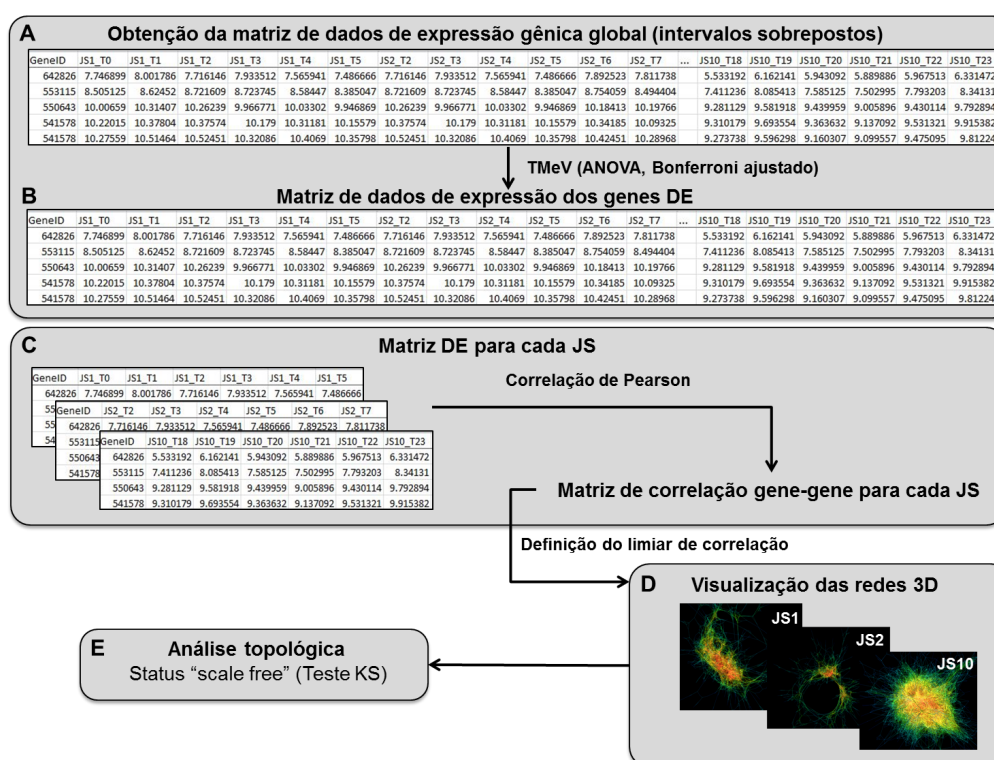 A
Obtenção da matriz de dados de expressão gênica global (intervalos sobrepostos)
GeneID JS1_T0 JS1_T1 JS1_T2 JS1_T3 JS1_T4 JS1_T5 JS2_T2 JS2_T3 JS2_T4 JS2_T5 JS2_T6 JS2_T7 ... JS10_T18 JS10_T19 JS10_T20 JS10_T21 JS10_T22 JS10_T23
642826 7.746899 8.001786 7.716146 7.933512 7.565941 7.486666 7.716146 7.933512 7.565941 7.486666 7.892523 7.811738 5.533192 6.162141 5.943092 5.889886 5.967513 6.331472
553115 8.505125 8.62452 8.721609 8.723745 8.58447 8.385047 8.721609 8.723745 8.58447 8.385047 8.754059 8.494404 7.411236 8.085413 7.585125 7.502995 7.793203 8.34131
550643 10.00659 10.31407 10.26239 9.966771 10.03302 9.946869 10.26239 9.966771 10.03302 9.946869 10.18413 10.19766 9.281129 9.581918 9.439959 9.005896 9.430114 9.792894
541578 10.22015 10.37804 10.37574 10.179 10.31181 10.15579 10.37574 10.179 10.31181 10.15579 10.34185 10.09325 9.310179 9.693554 9.363632 9.137092 9.531321 9.915382
541578 10.27559 10.51464 10.52451 10.32086 10.4069 10.35798 10.52451 10.32086 10.4069 10.35798 10.42451 10.28968 9.273738 9.596298 9.160307 9.099557 9.475095 9.81224
TMeV (ANOVA, Bonferroni ajustado)
B
Matriz de dados de expressão dos genes DE
GeneID JS1_T0 JS1_T1 JS1_T2 JS1_T3 JS1_T4 JS1_T5 JS2_T2 JS2_T3 JS2_T4 JS2_T5 JS2_T6 JS2_T7 ... JS10_T18 JS10_T19 JS10_T20 JS10_T21 JS10_T22 JS10_T23
642826 7.746899 8.001786 7.716146 7.933512 7.565941 7.486666 7.716146 7.933512 7.565941 7.486666 7.892523 7.811738 5.533192 6.162141 5.943092 5.889886 5.967513 6.331472
553115 8.505125 8.62452 8.721609 8.723745 8.58447 8.385047 8.721609 8.723745 8.58447 8.385047 8.754059 8.494404 7.411236 8.085413 7.585125 7.502995 7.793203 8.34131
550643 10.00659 10.31407 10.26239 9.966771 10.03302 9.946869 10.26239 9.966771 10.03302 9.946869 10.18413 10.19766 9.281129 9.581918 9.439959 9.005896 9.430114 9.792894
541578 10.22015 10.37804 10.37574 10.179 10.31181 10.15579 10.37574 10.179 10.31181 10.15579 10.34185 10.09325 9.310179 9.693554 9.363632 9.137092 9.531321 9.915382
541578 10.27559 10.51464 10.52451 10.32086 10.4069 10.35798 10.52451 10.32086 10.4069 10.35798 10.42451 10.28968 9.273738 9.596298 9.160307 9.099557 9.475095 9.81224
C
Matriz DE para cada JS
GeneID JS1_T0 JS1_T1 JS1_T2 JS1_T3 JS1_T4 JS1_T5
642826 7.746899 8.001786 7.716146 7.933512 7.565941 7.486666
GeneID JS2_T2 JS2_T3 JS2_T4 JS2_T5 JS2_T6 JS2_T7
642826 7.716146 7.933512 7.565941 7.486666 7.892523 7.811738
553115
550643
541578
GeneID JS10_T18 JS10_T19 JS10_T20 JS10_T21 JS10_T22 JS10_T23
642826 5.533192 6.162141 5.943092 5.889886 5.967513 6.331472
553115 7.411236 8.085413 7.585125 7.502995 7.793203 8.34131
550643 9.281129 9.581918 9.439959 9.005896 9.430114 9.792894
541578 9.310179 9.693554 9.363632 9.137092 9.531321 9.915382
Correlação de Pearson
Matriz de correlação gene-gene para cada JS
Definição do limiar de correlação
D
Visualização das redes 3D
JS1
JS2
JS10
E
Análise topológica
Status “scale free” (Teste KS)